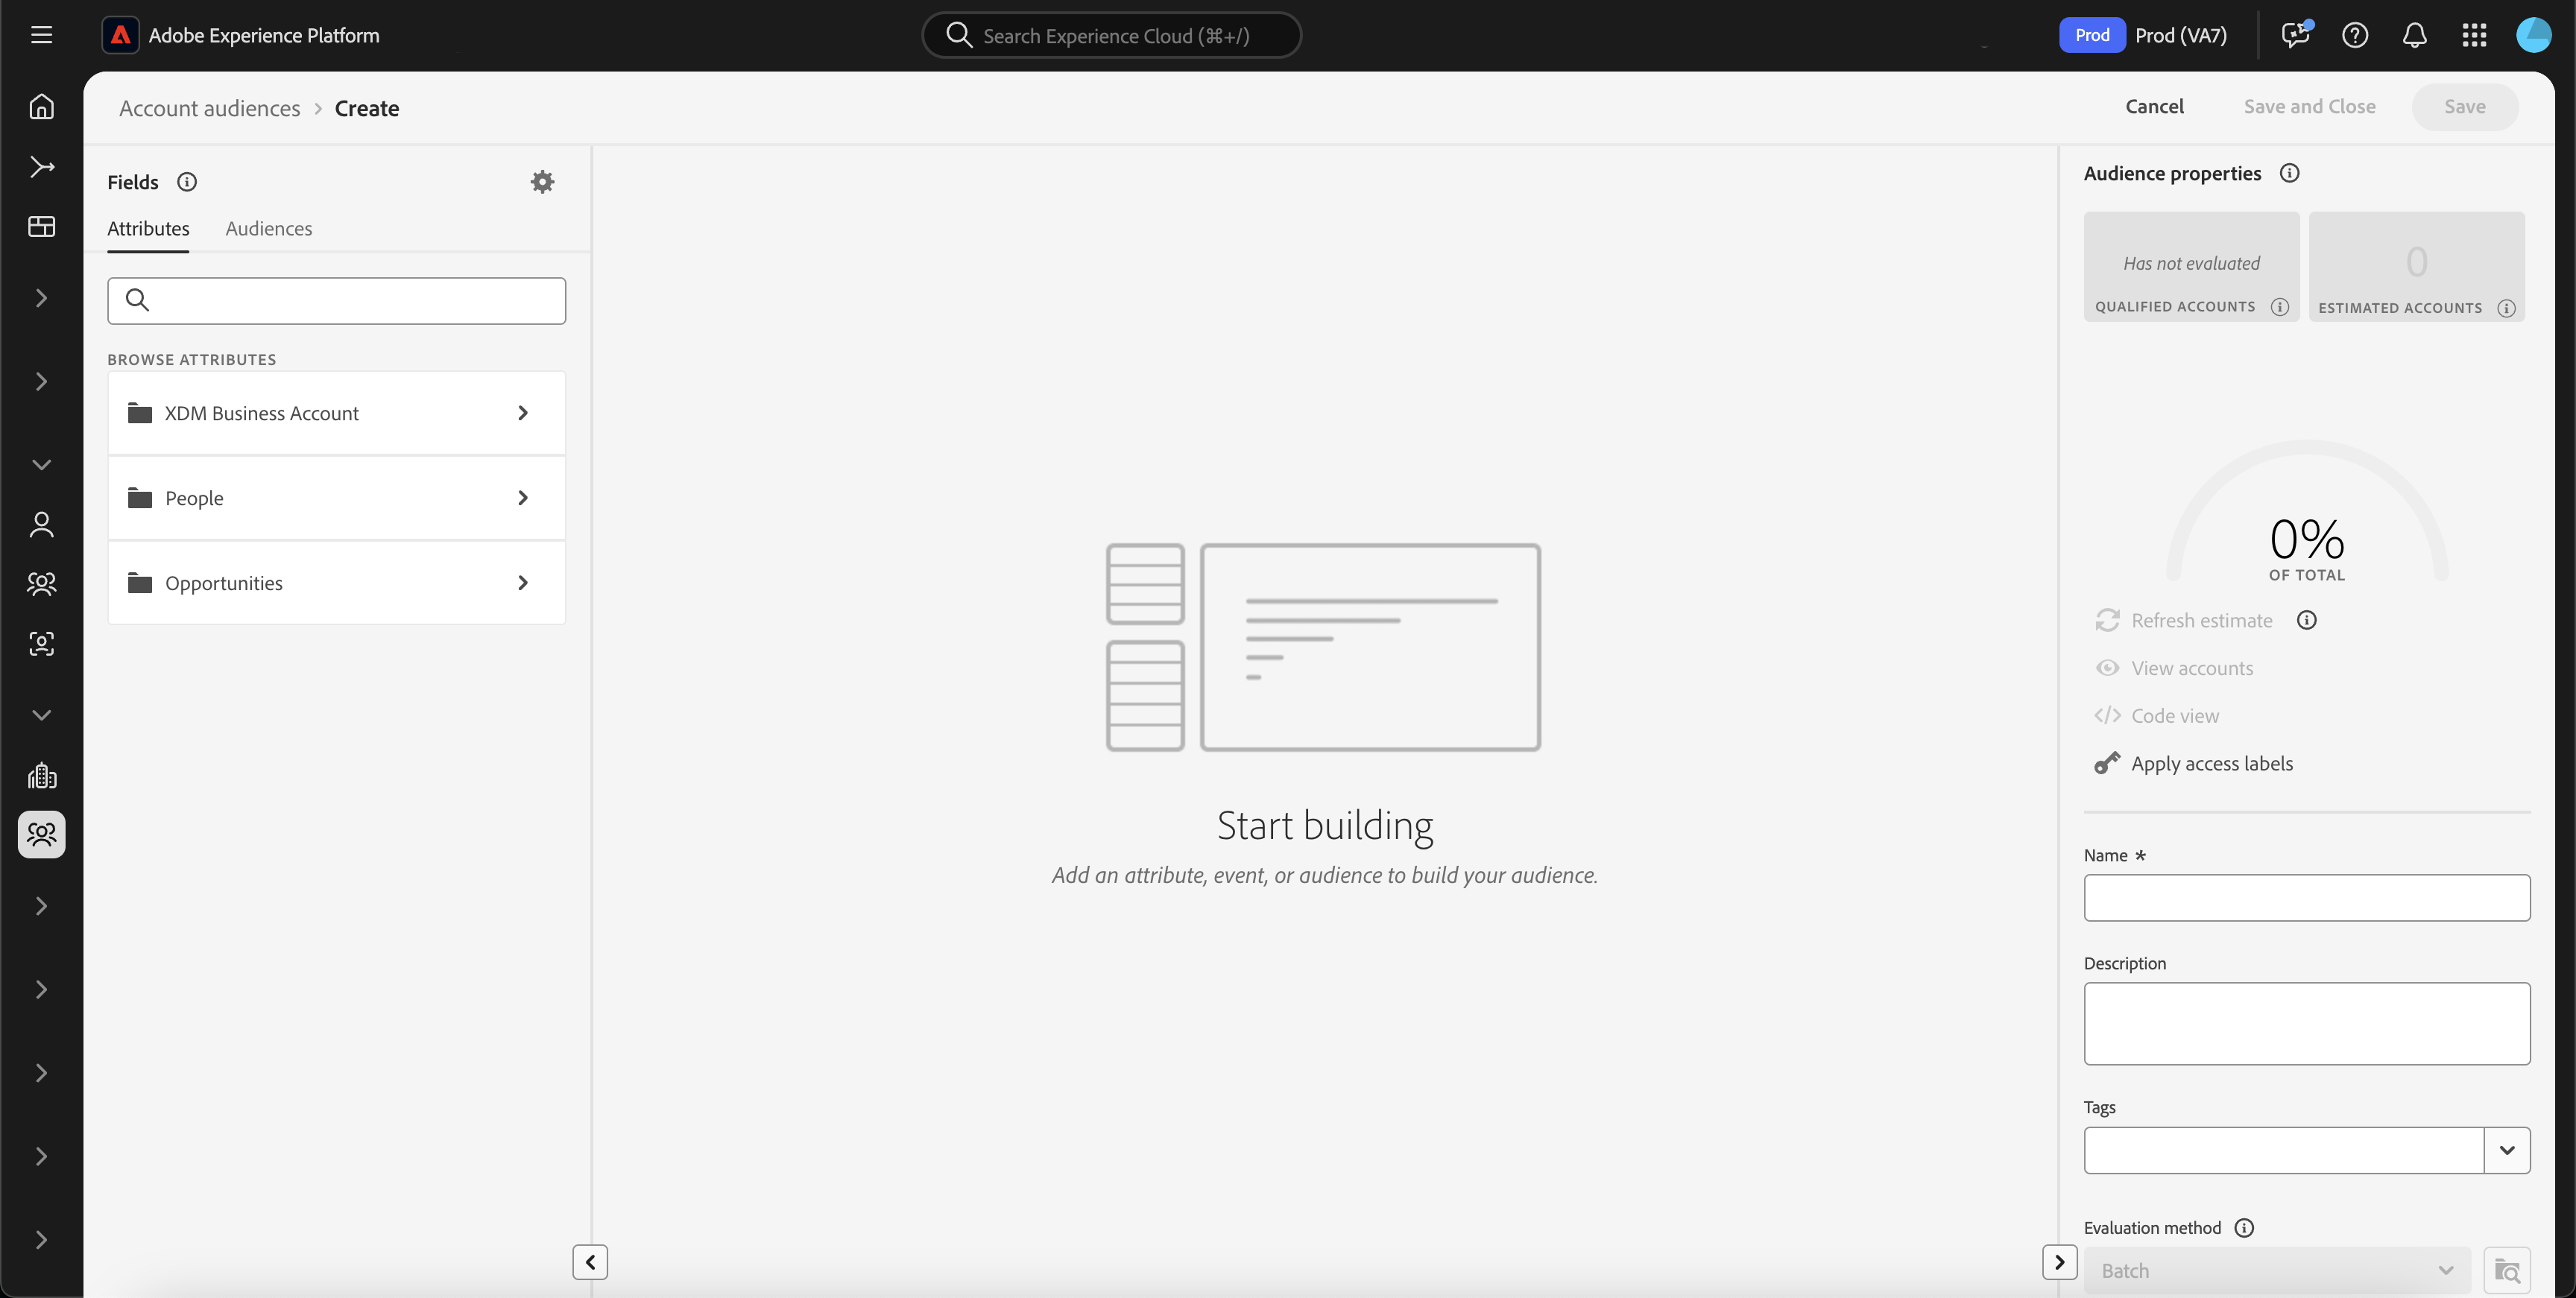 Adobe Experience Platform
Search Experience Cloud (⌘+/)
Prod
Prod (VA7)
Account audiences
Create
Cancel
Save and Close
Save
Fields
Attributes
Audiences
BROWSE ATTRIBUTES
XDM Business Account
People
Opportunities
Start building
Add an attribute, event, or audience to build your audience.
Audience properties
Has not evaluated
QUALIFIED ACCOUNTS
0
ESTIMATED ACCOUNTS
0%
OF TOTAL
Refresh estimate
View accounts
Code view
Apply access labels
Name *
Description
Tags
Evaluation method
Batch